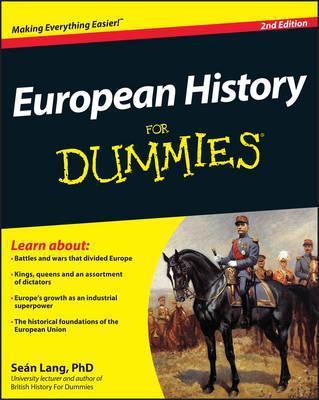 Making Everything Easier!™
2nd Edition
European History
FOR
DUMMIES®
Learn about:
• Battles and wars that divided Europe
• Kings, queens and an assortment
of dictators
• Europe's growth as an industrial
superpower
• The historical foundations of the
European Union
Seán Lang, PhD
University lecturer and author of
British History For Dummies